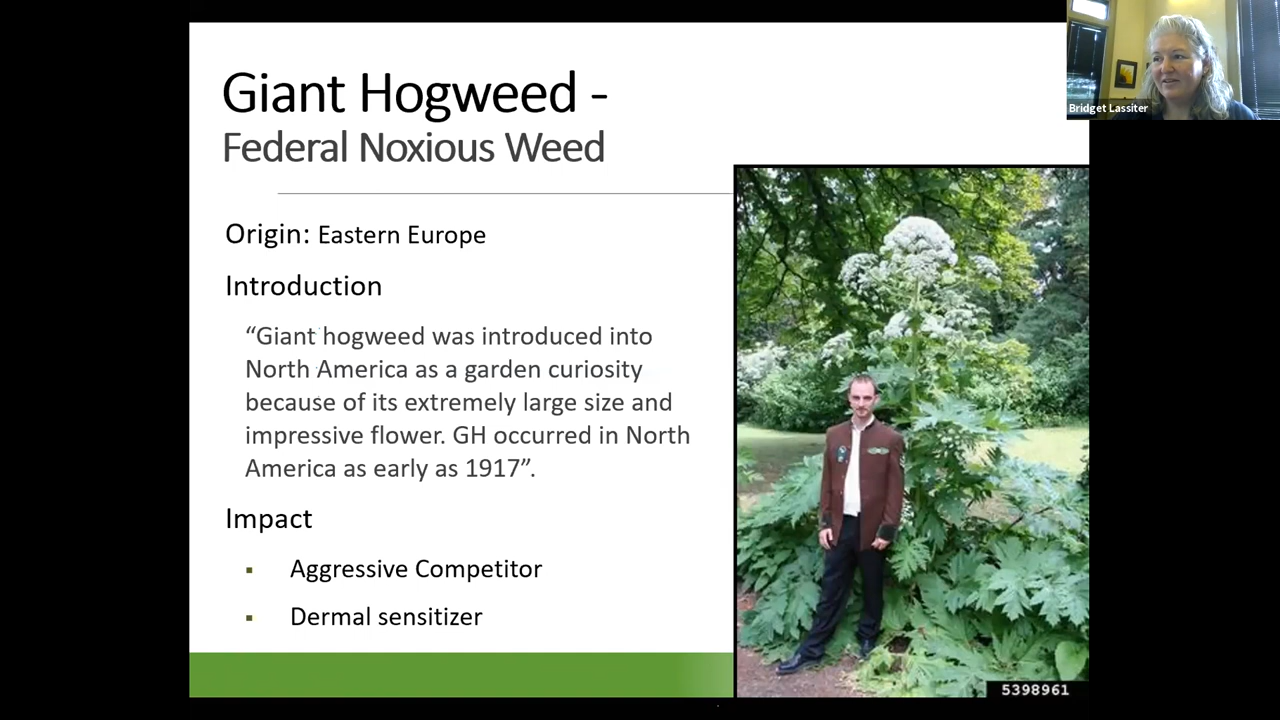 Giant Hogweed -
Federal Noxious Weed
Origin: Eastern Europe
Introduction
“Giant hogweed was introduced into
North America as a garden curiosity
because of its extremely large size and
impressive flower. GH occurred in North
America as early as 1917”.
Impact
▪ Aggressive Competitor
▪ Dermal sensitizer
5398961
Bridget Lassiter